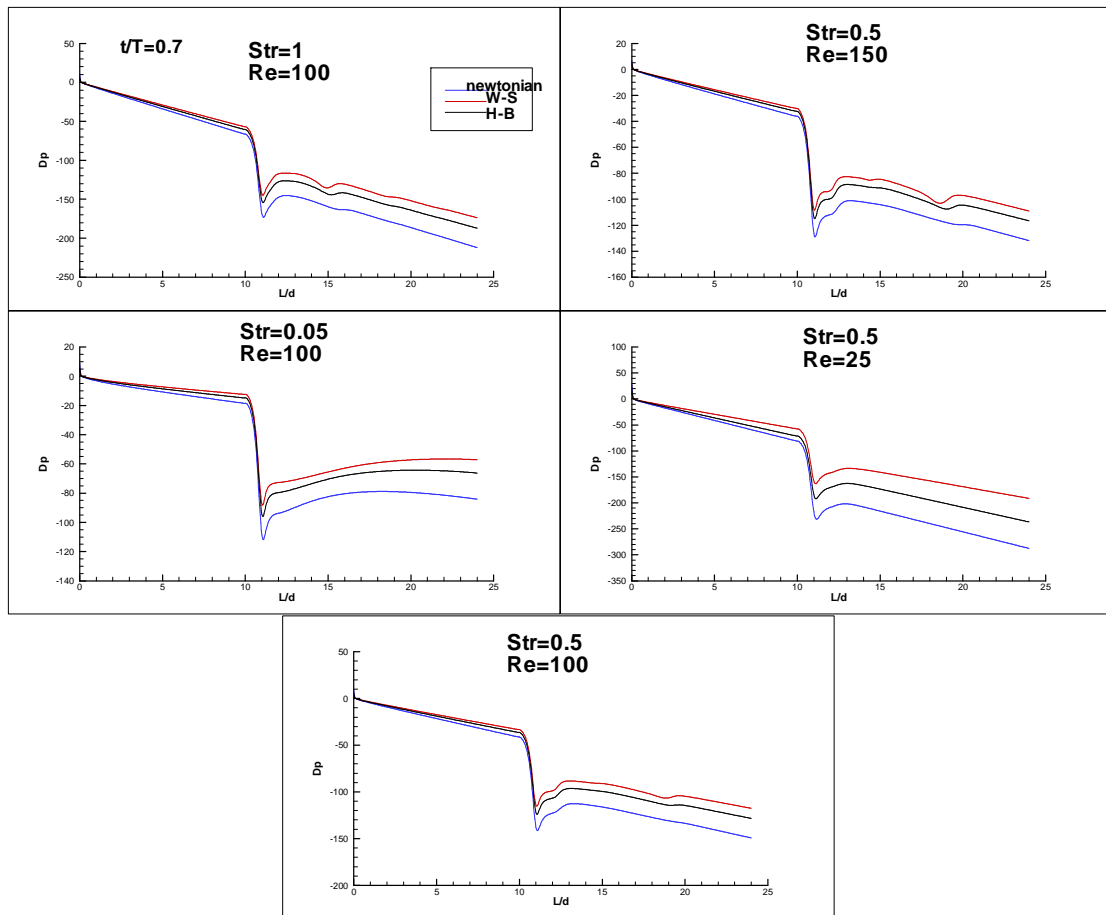 t/T=0.7
Str=1
Re=100
newtonian
W-S
H-B
50
0
-50
-100
-150
-200
-250
Dp
0 5 10 15 20 25
L/d
Str=0.5
Re=150
20
0
-20
-40
-60
-80
-100
-120
-140
-160
Dp
0 5 10 15 20 25
L/d
Str=0.05
Re=100
20
0
-20
-40
-60
-80
-100
-120
-140
Dp
0 5 10 15 20 25
L/d
Str=0.5
Re=25
100
50
0
-50
-100
-150
-200
-250
-300
-350
Dp
0 5 10 15 20 25
L/d
Str=0.5
Re=100
50
0
-50
-100
-150
-200
Dp
0 5 10 15 20 25
L/d